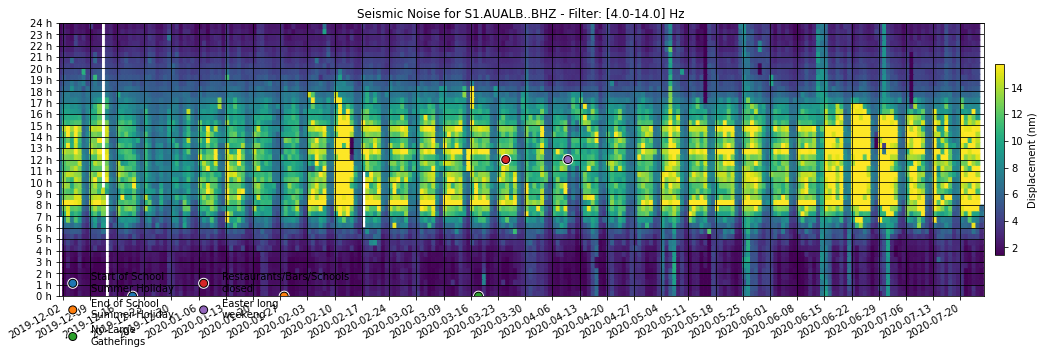 Seismic Noise for S1.AUALB..BHZ - Filter: [4.0-14.0] Hz
24 h
23 h
22 h
21 h
20 h
19 h
18 h
17 h
16 h
15 h
14 h
13 h
12 h
11 h
10 h
9 h
8 h
7 h
6 h
5 h
4 h
3 h
2 h
1 h
0 h
14
12
10
8
6
4
2
Displacement (nm)
Start of School
Summer Holiday
End of School
Summer Holiday
No Large
Gatherings
Restaurants/Bars/Schools
closed
Easter long
weekend
2019-12-02
2020-02-03
2020-02-10
2020-02-17
2020-02-24
2020-03-02
2020-03-09
2020-03-16
2020-03-23
2020-03-30
2020-04-06
2020-04-13
2020-04-20
2020-04-27
2020-05-04
2020-05-11
2020-05-18
2020-05-25
2020-06-01
2020-06-08
2020-06-15
2020-06-22
2020-06-29
2020-07-06
2020-07-13
2020-07-20